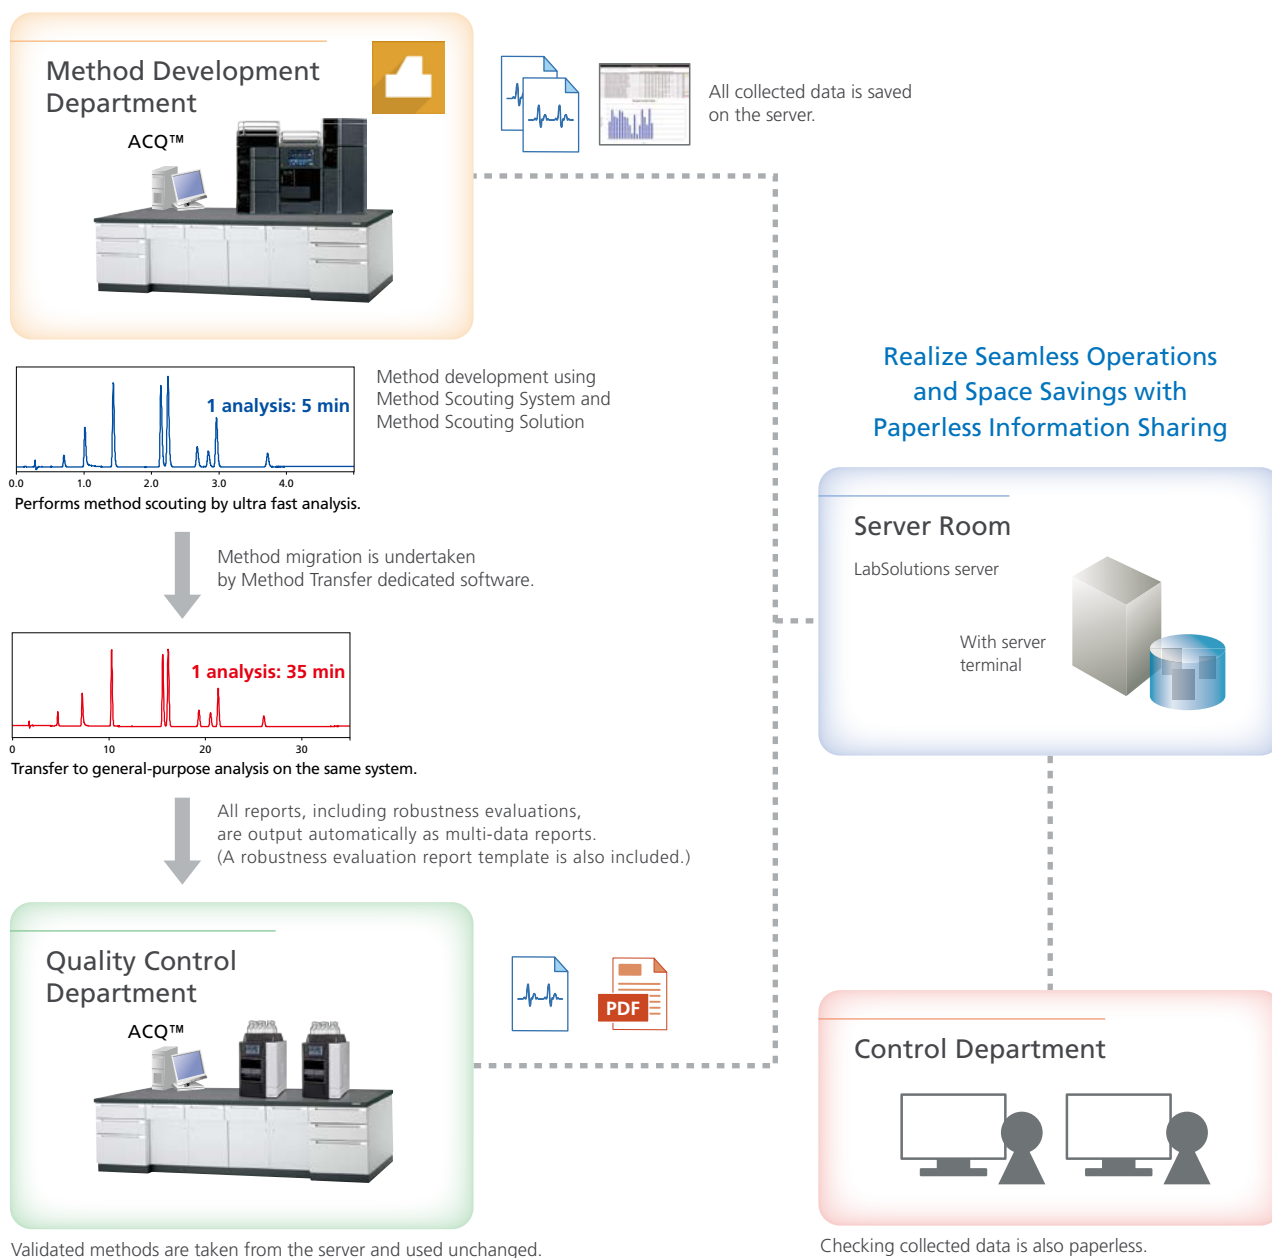 Method Development
Department
ACQ™
All collected data is saved
on the server.
1 analysis: 5 min
0.0 1.0 2.0 3.0 4.0
Performs method scouting by ultra fast analysis.
Method development using
Method Scouting System and
Method Scouting Solution
Method migration is undertaken
by Method Transfer dedicated software.
1 analysis: 35 min
0 10 20 30
Transfer to general-purpose analysis on the same system.
All reports, including robustness evaluations,
are output automatically as multi-data reports.
(A robustness evaluation report template is also included.)
Quality Control
Department
ACQ™
PDF
Validated methods are taken from the server and used unchanged.
Realize Seamless Operations
and Space Savings with
Paperless Information Sharing
Server Room
LabSolutions server
With server
terminal
Control Department
Checking collected data is also paperless.